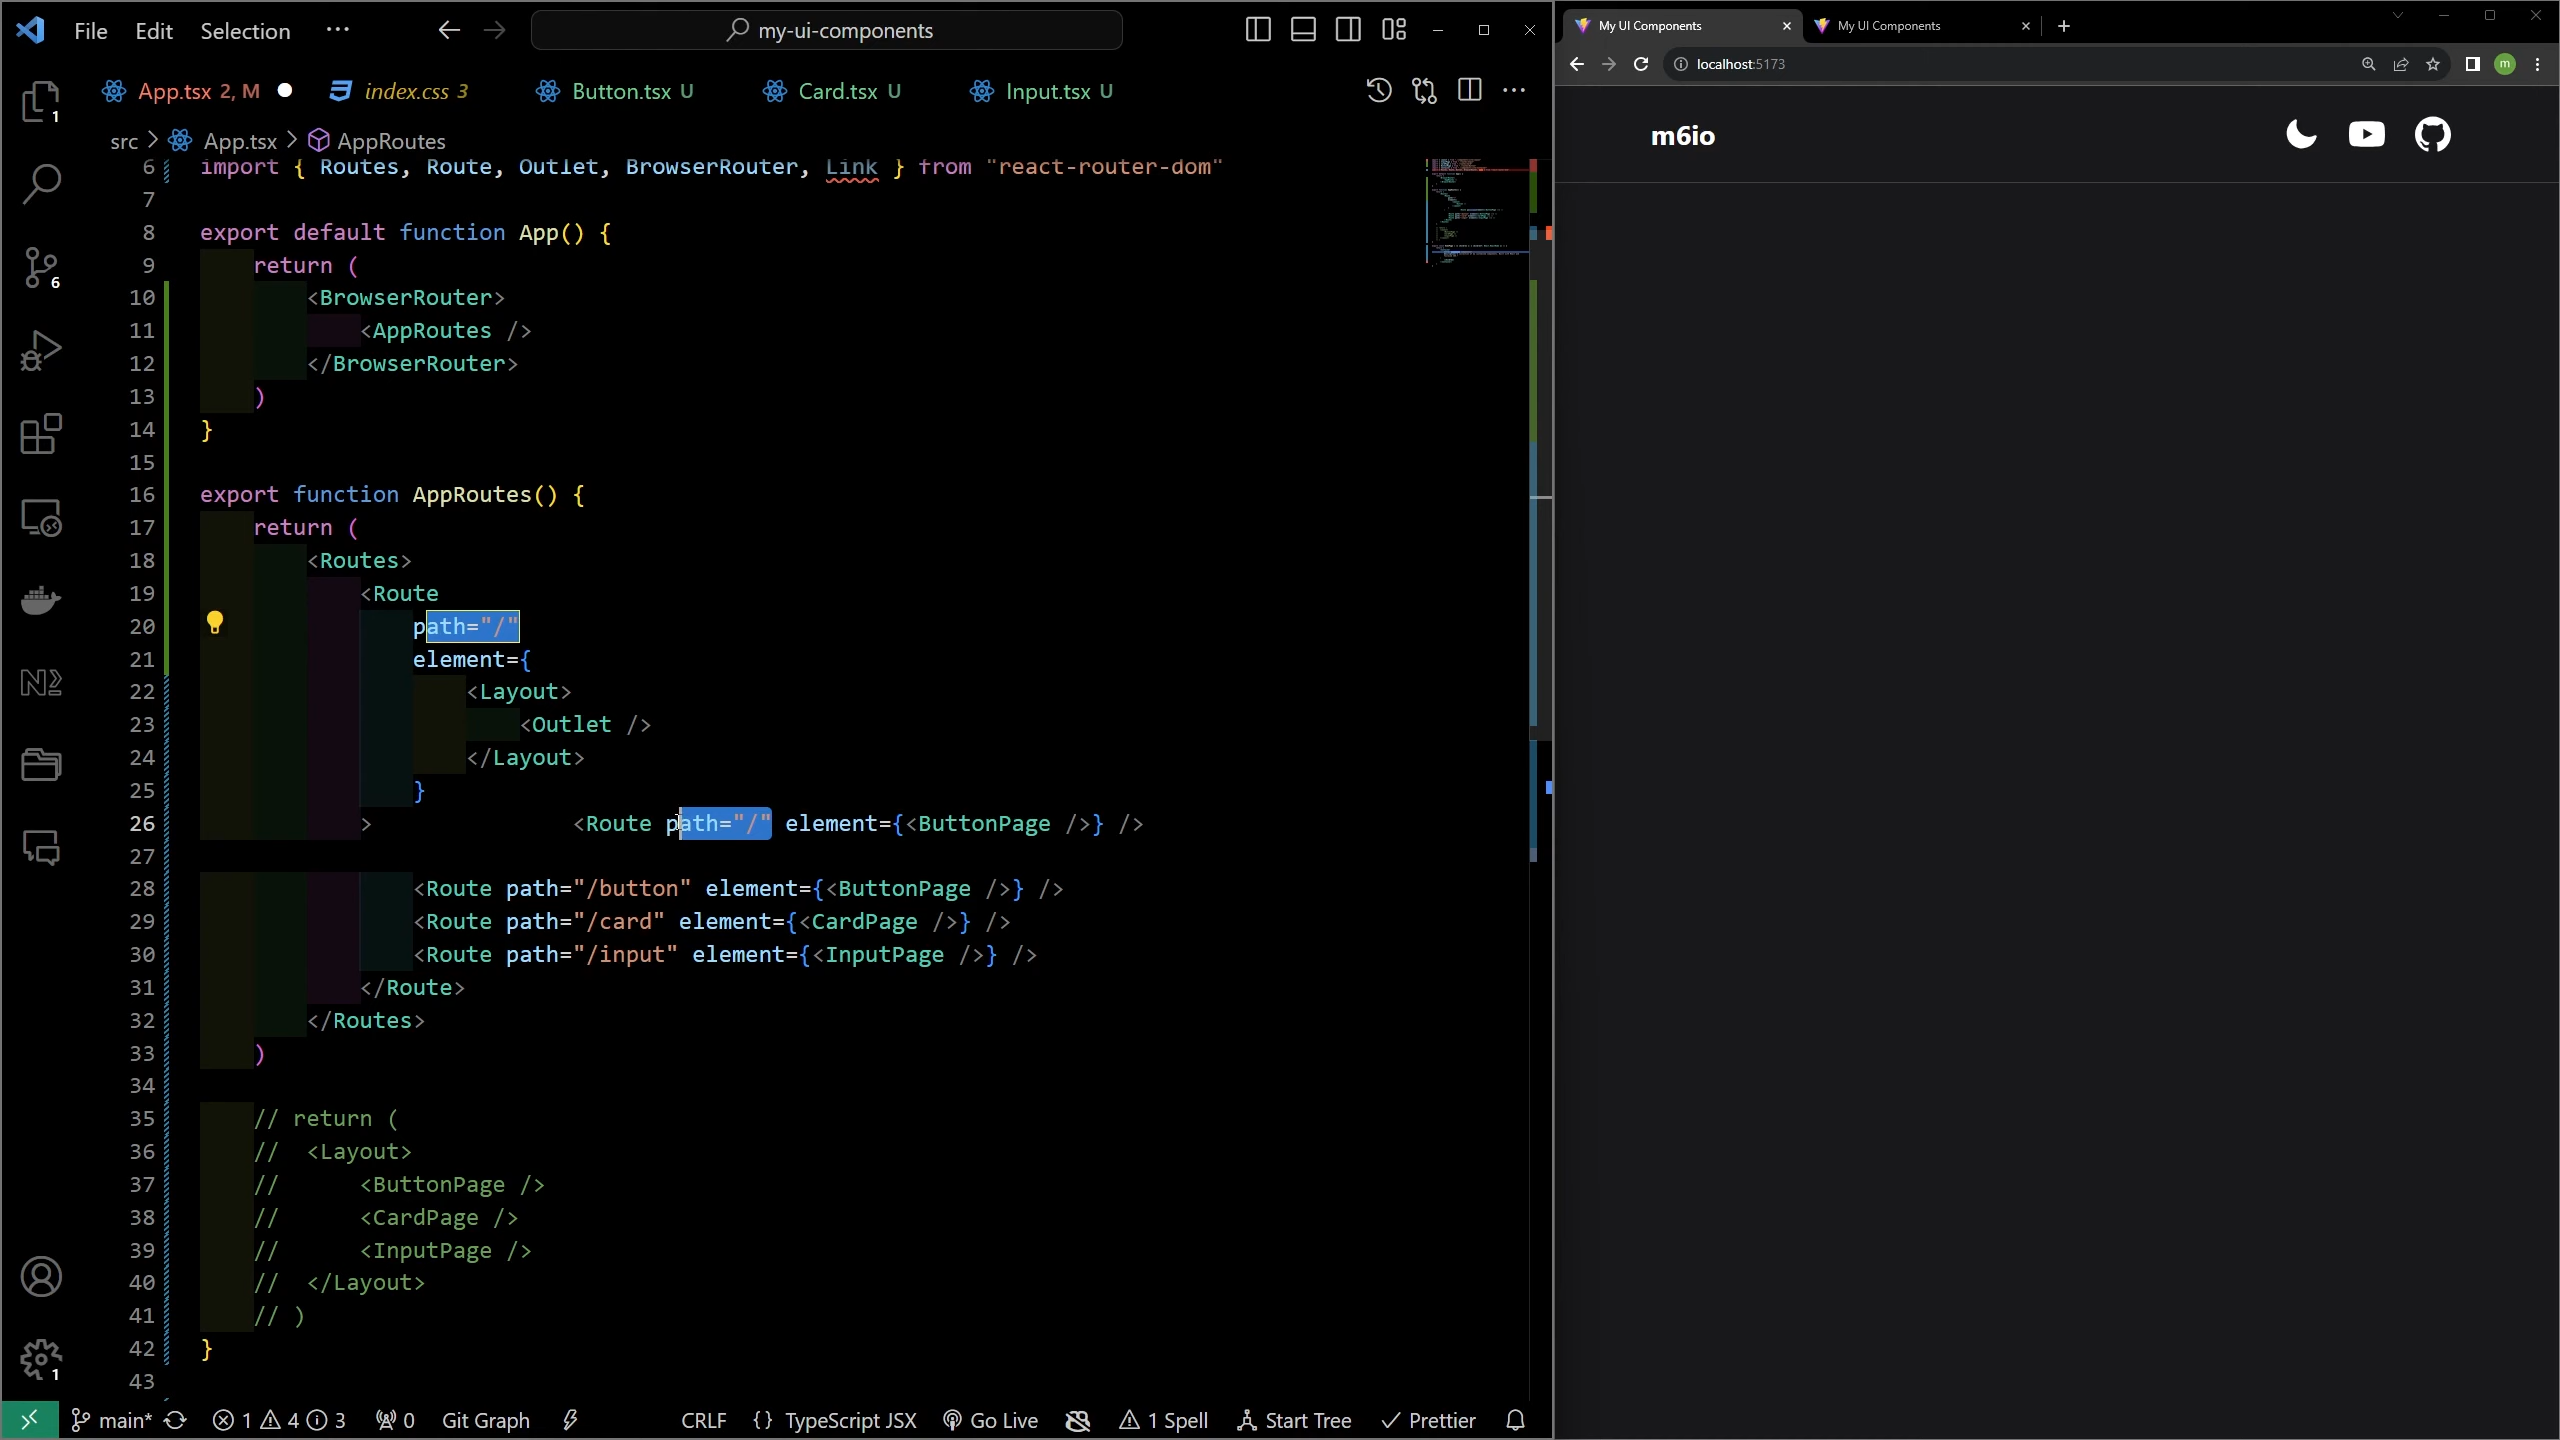 File Edit Selection ··· my-ui-components
App.tsx 2, M index.css 3 Button.tsx U Card.tsx U Input.tsx U
src > App.tsx > AppRoutes
6 import { Routes, Route, Outlet, BrowserRouter, Link } from "react-router-dom"
7
8 export default function App() {
9 return (
10 <BrowserRouter>
11 <AppRoutes />
12 </BrowserRouter>
13 )
14 }
15
16 export function AppRoutes() {
17 return (
18 <Routes>
19 <Route
20 path="/"
21 element={
22 <Layout>
23 <Outlet />
24 </Layout>
25 }
26 > <Route path="/" element={<ButtonPage />} />
27
28 <Route path="/button" element={<ButtonPage />} />
29 <Route path="/card" element={<CardPage />} />
30 <Route path="/input" element={<InputPage />} />
31 </Route>
32 </Routes>
33 )
34
35 // return (
36 // <Layout>
37 // <ButtonPage />
38 // <CardPage />
39 // <InputPage />
40 // </Layout>
41 // )
42 }
43
1
6
1
main* 1 4 3 0 Git Graph CRLF {} TypeScript JSX Go Live 1 Spell Start Tree Prettier
My UI Components My UI Components
localhost:5173 m
m6io